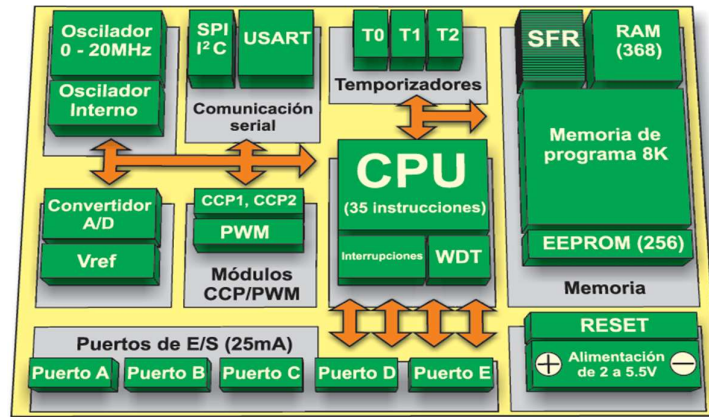 Oscilador
0 - 20MHz
Oscilador
Interno
SPI
I²C
USART
Comunicación
serial
T0
T1
T2
Temporizadores
SFR
RAM
(368)
Memoria de
programa 8K
EEPROM (256)
Memoria
CPU
(35 instrucciones)
Interrupciones
WDT
Convertidor
A/D
Vref
CCP1, CCP2
PWM
Módulos
CCP/PWM
Puertos de E/S (25mA)
Puerto A
Puerto B
Puerto C
Puerto D
Puerto E
RESET
+
Alimentación
de 2 a 5.5V
−